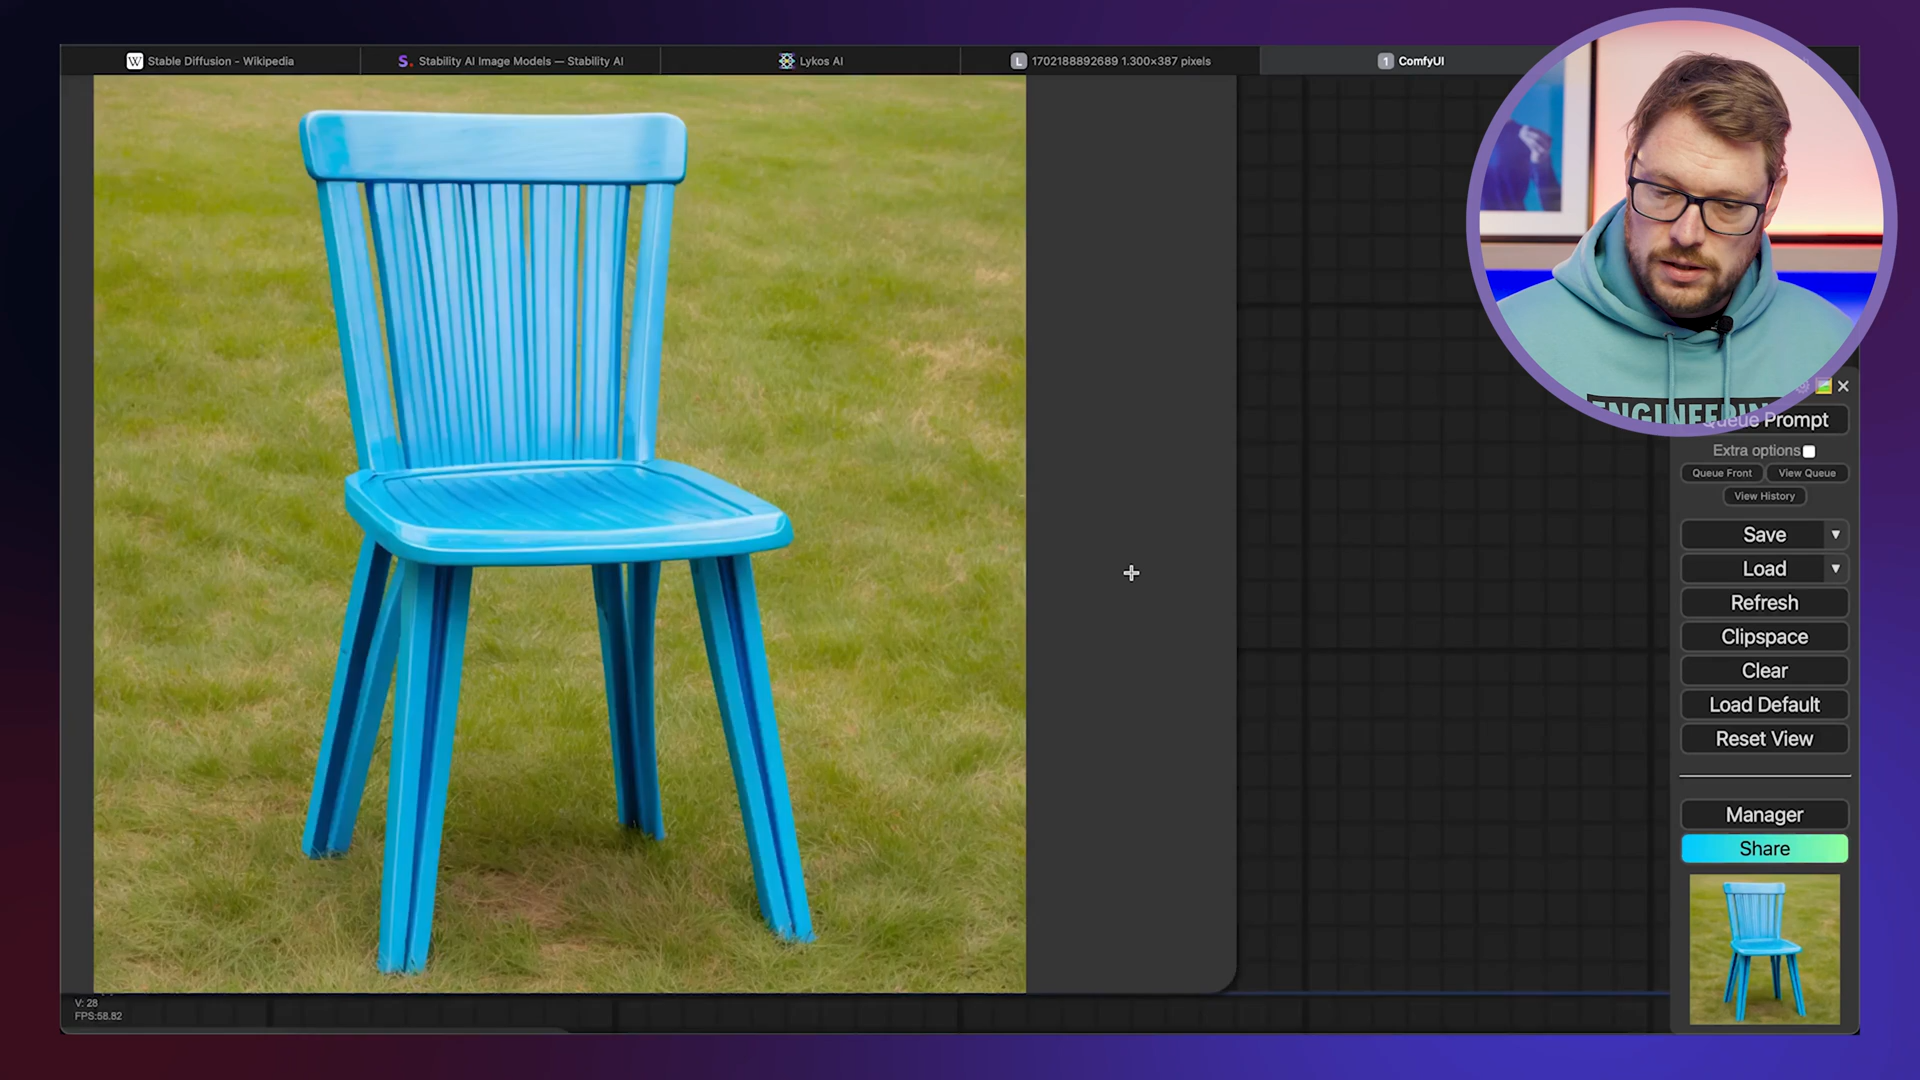 Stable Diffusion - Wikipedia
Stability AI Image Models — Stability AI
Lykos AI
L 1702188892689 1.300×387 pixels
1 ComfyUI
ENGINEERIN
Queue Prompt
Extra options
Queue Front
View Queue
View History
Save
Load
Refresh
Clipspace
Clear
Load Default
Reset View
Manager
Share
V: 28
FPS:58.82